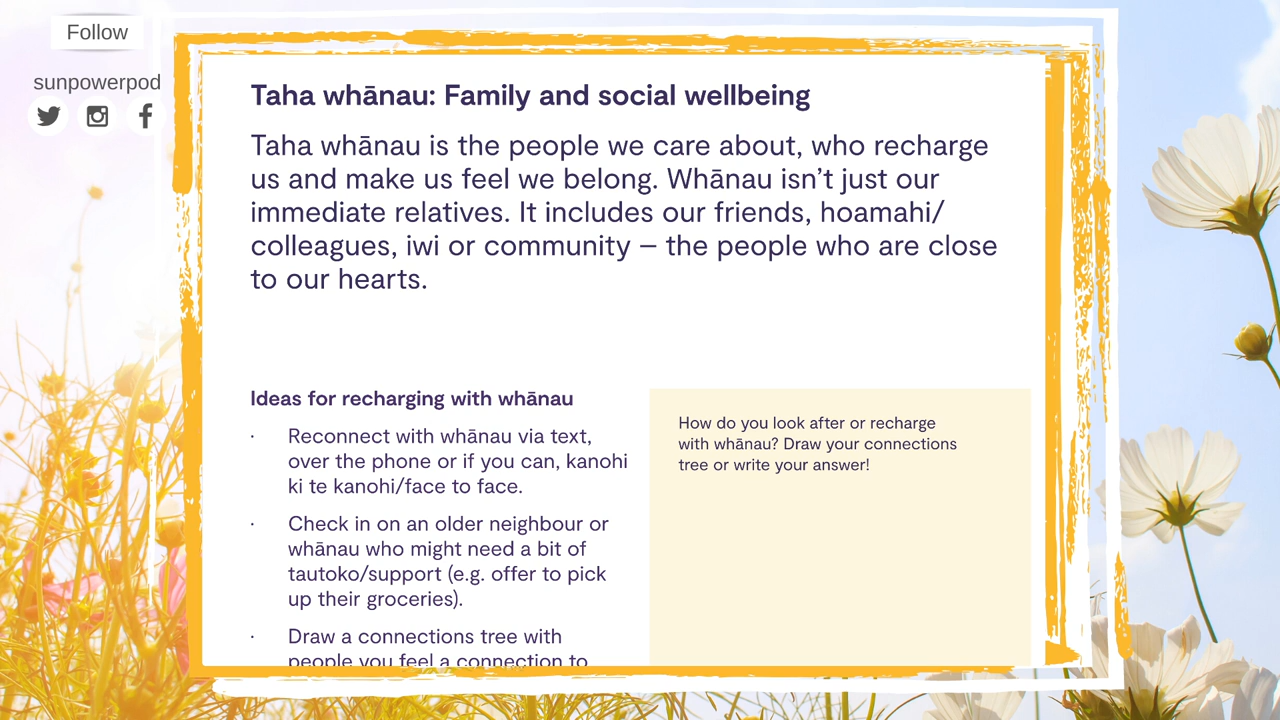 Follow
sunpowerpod
Taha whānau: Family and social wellbeing
Taha whānau is the people we care about, who recharge
us and make us feel we belong. Whānau isn’t just our
immediate relatives. It includes our friends, hoamahi/
colleagues, iwi or community – the people who are close
to our hearts.
Ideas for recharging with whānau
· Reconnect with whānau via text,
over the phone or if you can, kanohi
ki te kanohi/face to face.
· Check in on an older neighbour or
whānau who might need a bit of
tautoko/support (e.g. offer to pick
up their groceries).
· Draw a connections tree with
people you feel a connection to
How do you look after or recharge
with whānau? Draw your connections
tree or write your answer!